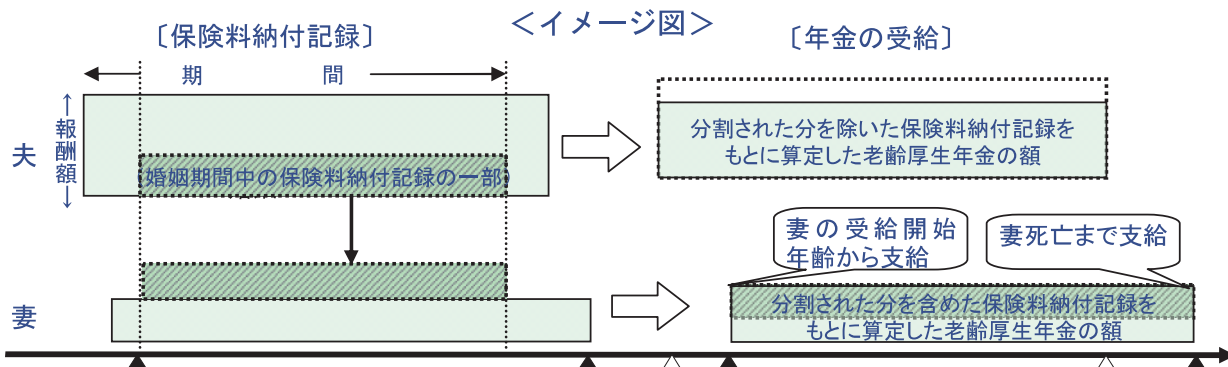 ＜イメージ図＞
〔保険料納付記録〕
〔年金の受給〕
期間
報酬額
夫
(婚姻期間中の保険料納付記録の一部)
分割された分を除いた保険料納付記録を
もとに算定した老齢厚生年金の額
妻の受給開始
年齢から支給
妻死亡まで支給
妻
分割された分を含めた保険料納付記録を
もとに算定した老齢厚生年金の額